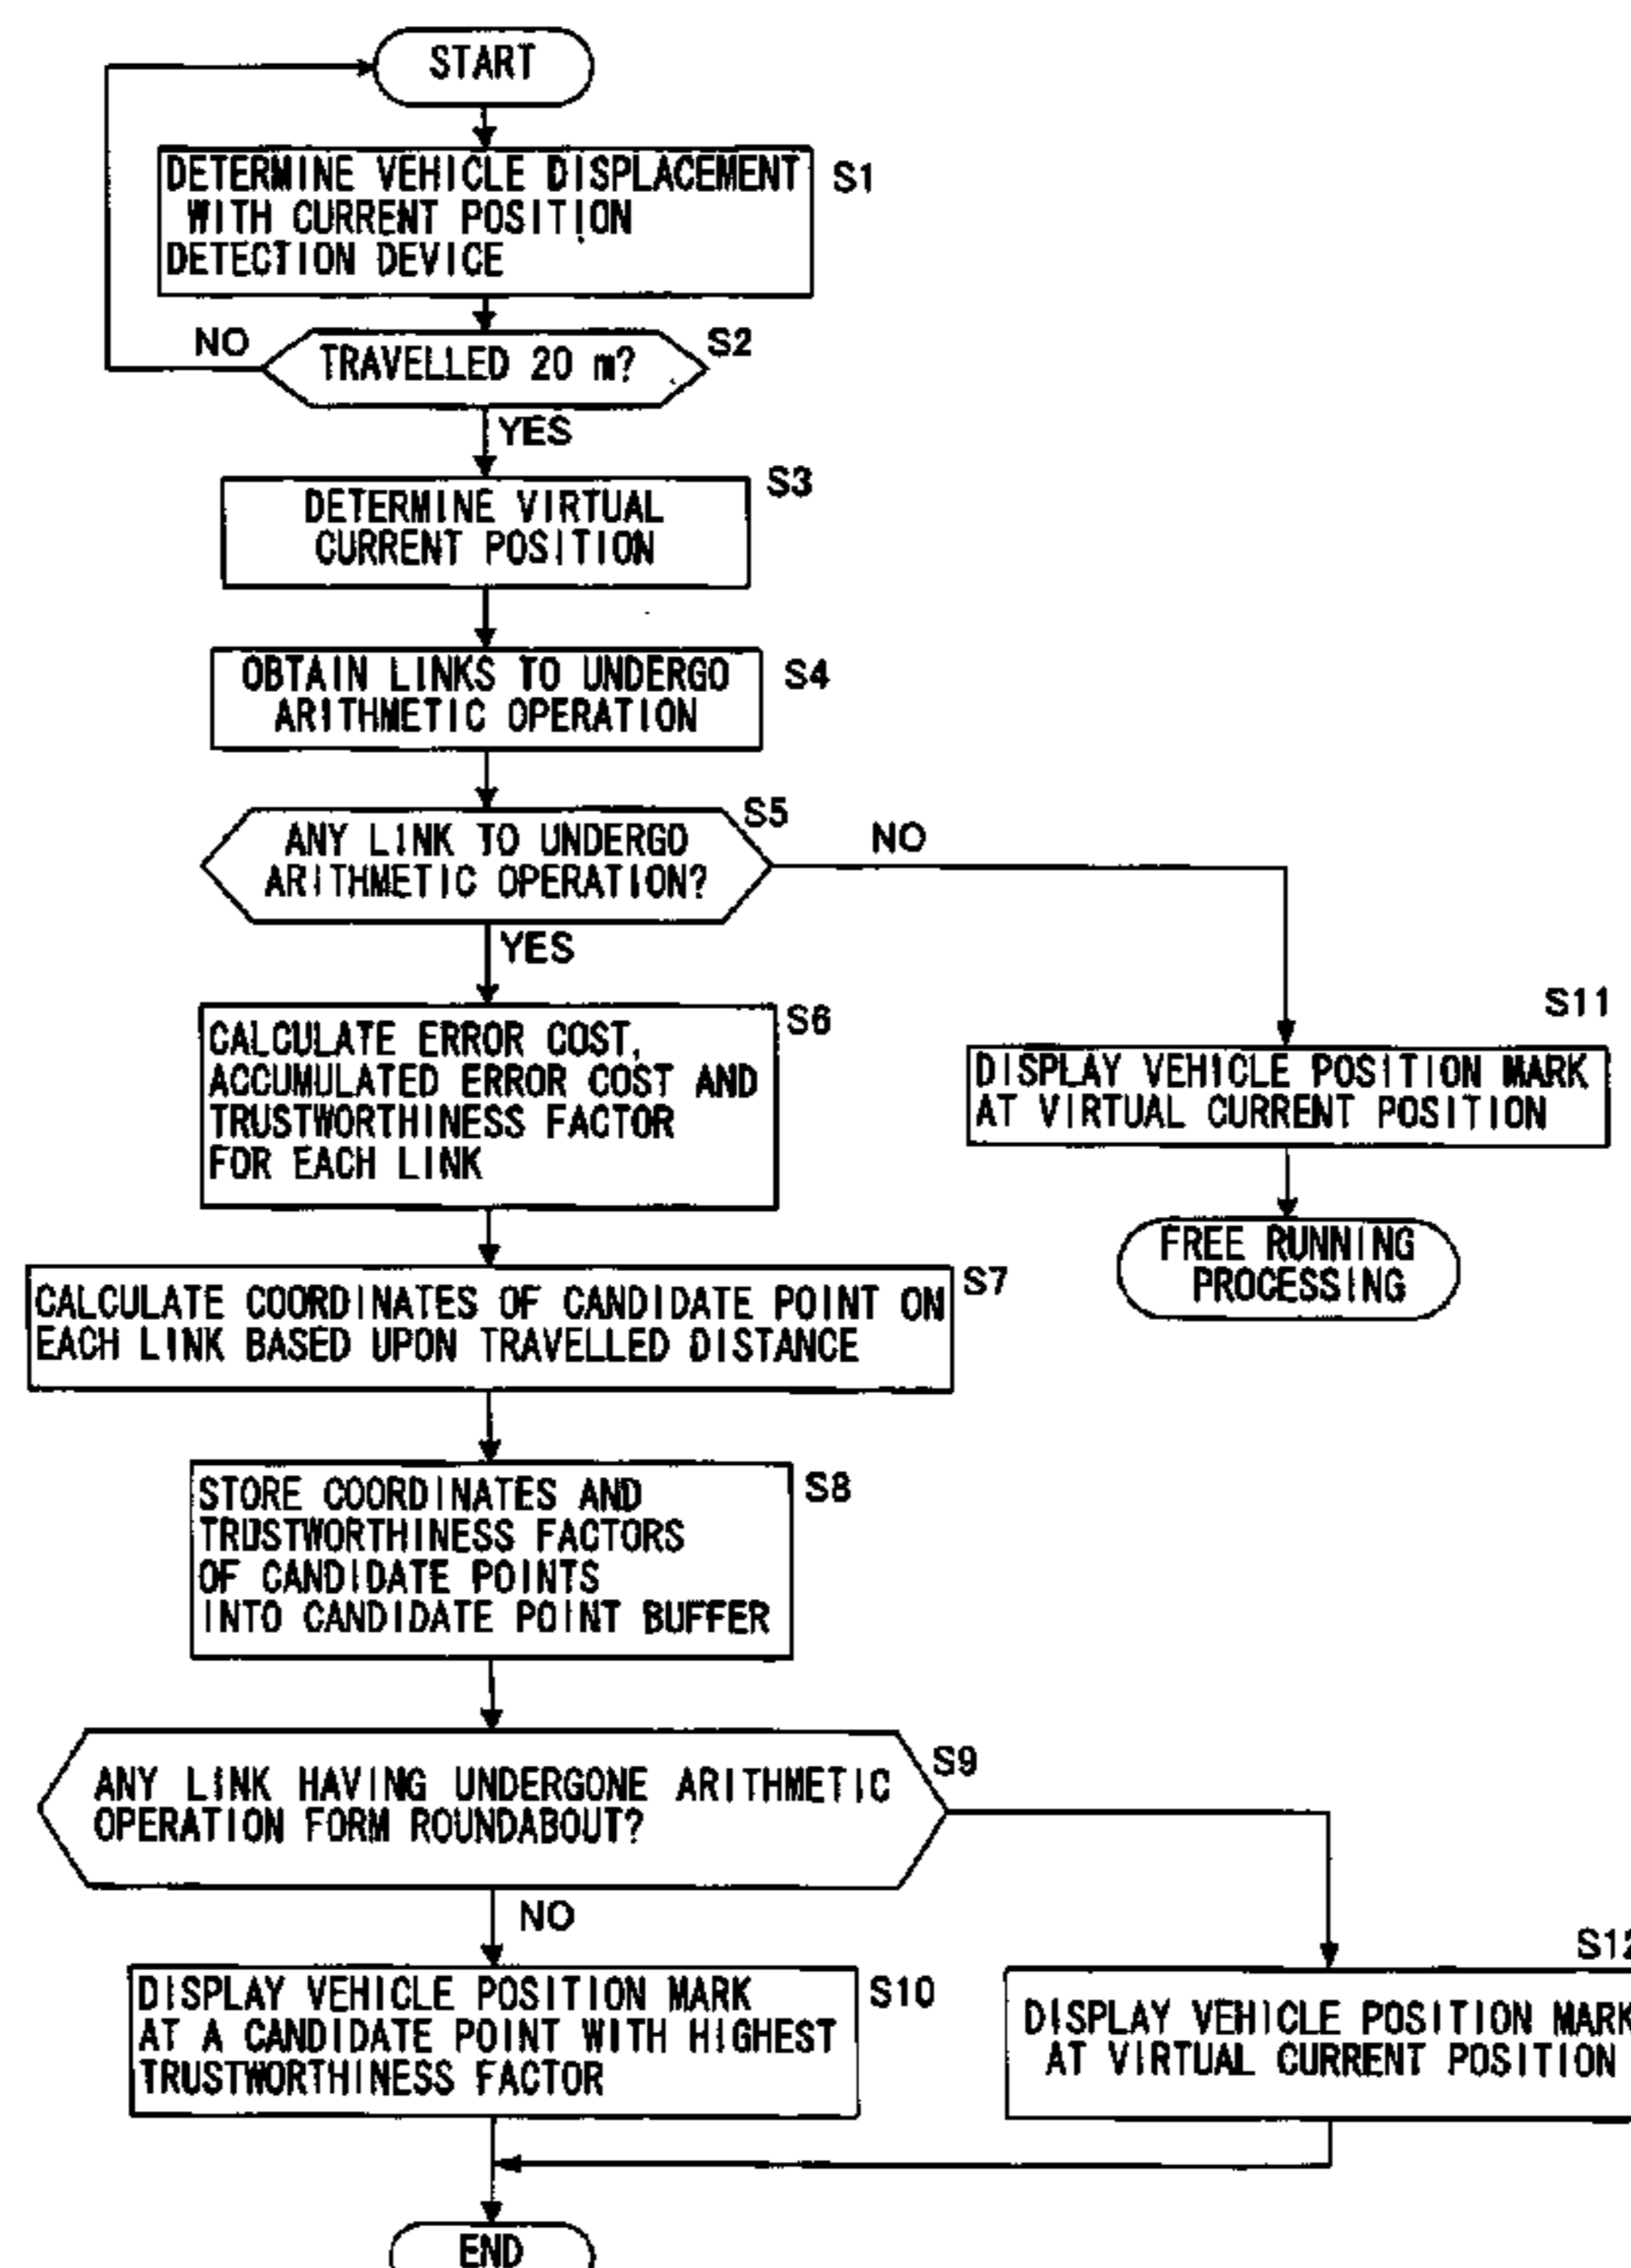 START
DETERMINE VEHICLE DISPLACEMENT
WITH CURRENT POSITION
DETECTION DEVICE
S1
NO
TRAVELLED 20 m?
S2
YES
S3
DETERMINE VIRTUAL
CURRENT POSITION
OBTAIN LINKS TO UNDERGO
ARITHMETIC OPERATION
S4
S5
ANY LINK TO UNDERGO
ARITHMETIC OPERATION?
NO
YES
S6
CALCULATE ERROR COST,
ACCUMULATED ERROR COST AND
TRUSTWORTHINESS FACTOR
FOR EACH LINK
S11
DISPLAY VEHICLE POSITION MARK
AT VIRTUAL CURRENT POSITION
FREE RUNNING
PROCESSING
S7
CALCULATE COORDINATES OF CANDIDATE POINT ON
EACH LINK BASED UPON TRAVELLED DISTANCE
S8
STORE COORDINATES AND
TRUSTWORTHINESS FACTORS
OF CANDIDATE POINTS
INTO CANDIDATE POINT BUFFER
S9
ANY LINK HAVING UNDERGONE ARITHMETIC
OPERATION FORM ROUNDABOUT?
NO
S10
DISPLAY VEHICLE POSITION MARK
AT A CANDIDATE POINT WITH HIGHEST
TRUSTWORTHINESS FACTOR
S12
DISPLAY VEHICLE POSITION MARK
AT VIRTUAL CURRENT POSITION
END